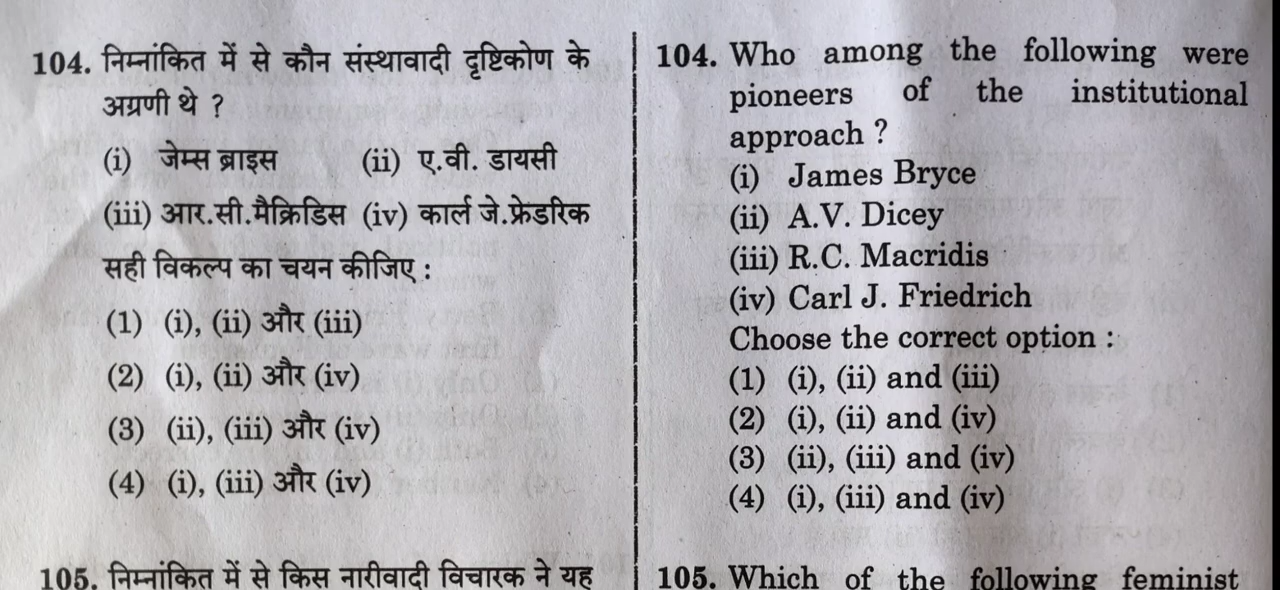 104. निम्नांकित में से कौन संस्थावादी दृष्टिकोण के
अग्रणी थे ?
(i) जेम्स ब्राइस (ii) ए.वी. डायसी
(iii) आर.सी.मैक्रिडिस (iv) कार्ल जे.फ्रेडरिक
सही विकल्प का चयन कीजिए :
(1) (i), (ii) और (iii)
(2) (i), (ii) और (iv)
(3) (ii), (iii) और (iv)
(4) (i), (iii) और (iv)
105. निम्नांकित में से किस नारीवादी विचारक ने यह
104. Who among the following were
pioneers of the institutional
approach ?
(i) James Bryce
(ii) A.V. Dicey
(iii) R.C. Macridis
(iv) Carl J. Friedrich
Choose the correct option :
(1) (i), (ii) and (iii)
(2) (i), (ii) and (iv)
(3) (ii), (iii) and (iv)
(4) (i), (iii) and (iv)
105. Which of the following feminist